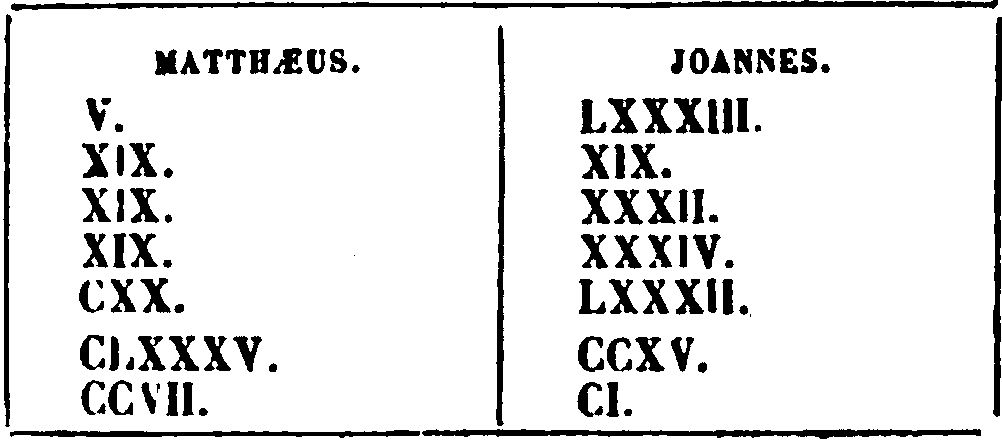 MATTHÆUS. JOANNES.
V. LXXXIII.
XIX. XIX.
XIX. XXXII.
XIX. XXXIV.
CXX. LXXXII.
CLXXXV. CCXV.
CCVII. CI.